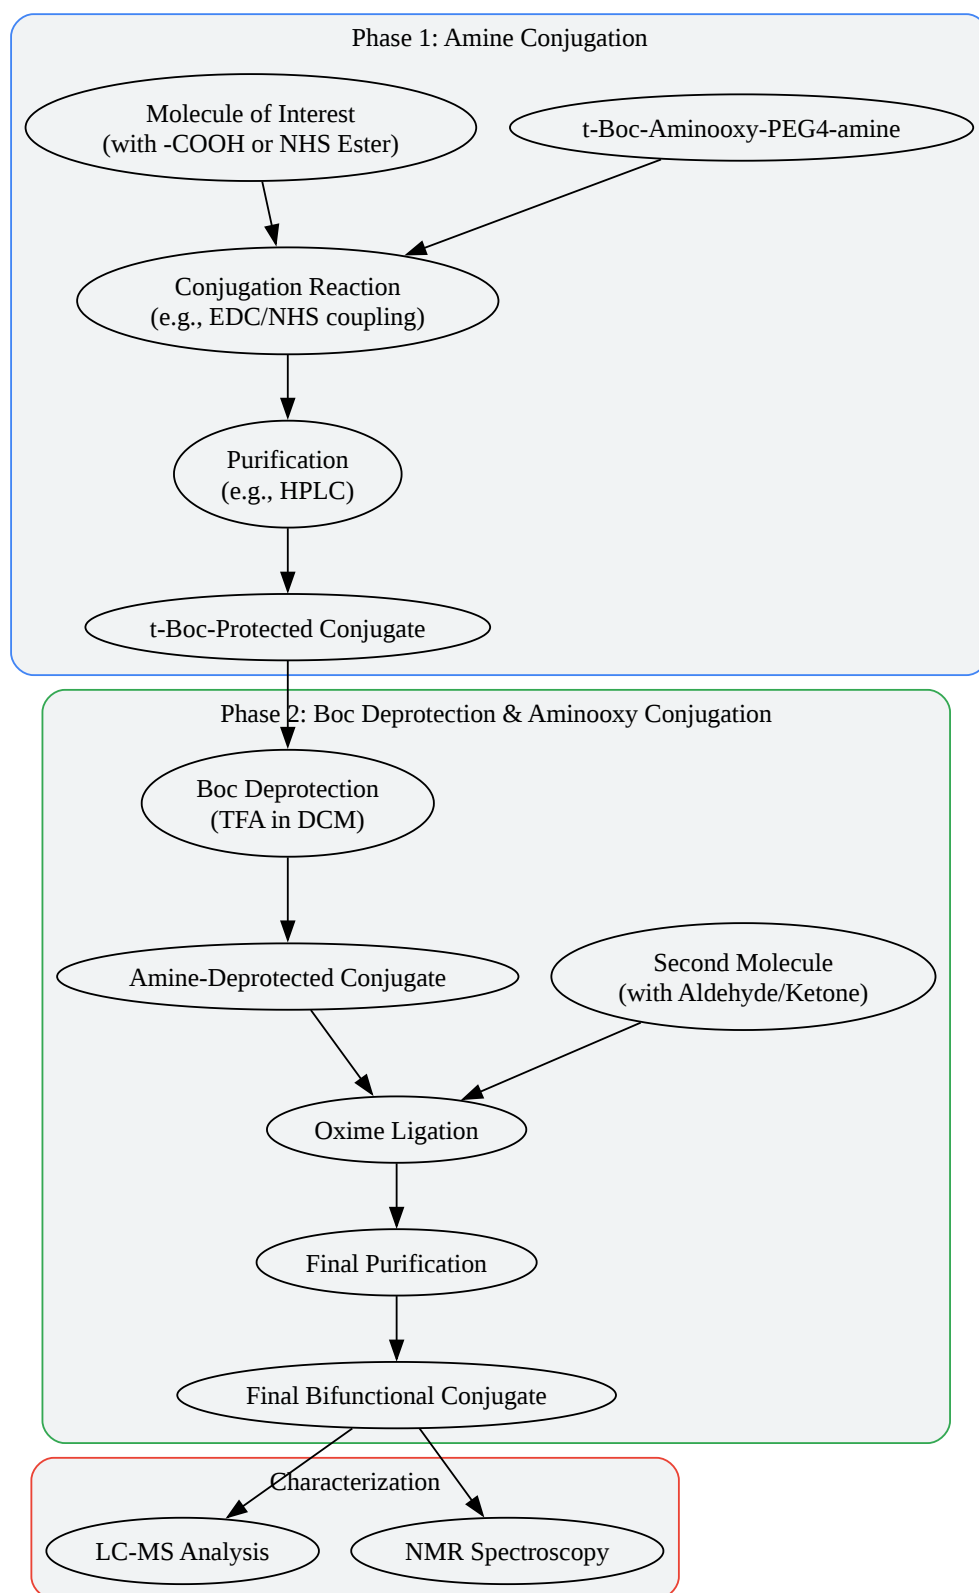 Phase 1: Amine Conjugation
Molecule of Interest
(with -COOH or NHS Ester)
t-Boc-Aminooxy-PEG4-amine
Conjugation Reaction
(e.g., EDC/NHS coupling)
Purification
(e.g., HPLC)
t-Boc-Protected Conjugate
Phase 2: Boc Deprotection & Aminooxy Conjugation
Boc Deprotection
(TFA in DCM)
Amine-Deprotected Conjugate
Second Molecule
(with Aldehyde/Ketone)
Oxime Ligation
Final Purification
Final Bifunctional Conjugate
Characterization
LC-MS Analysis
NMR Spectroscopy